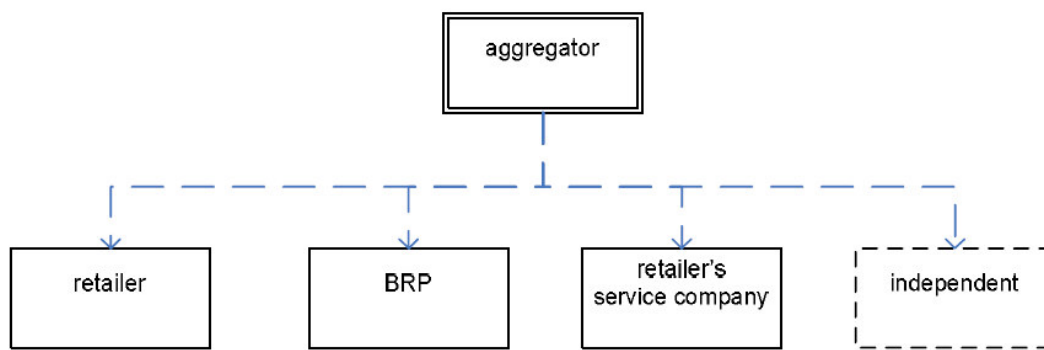 aggregator
retailer
BRP
retailer's
service company
independent